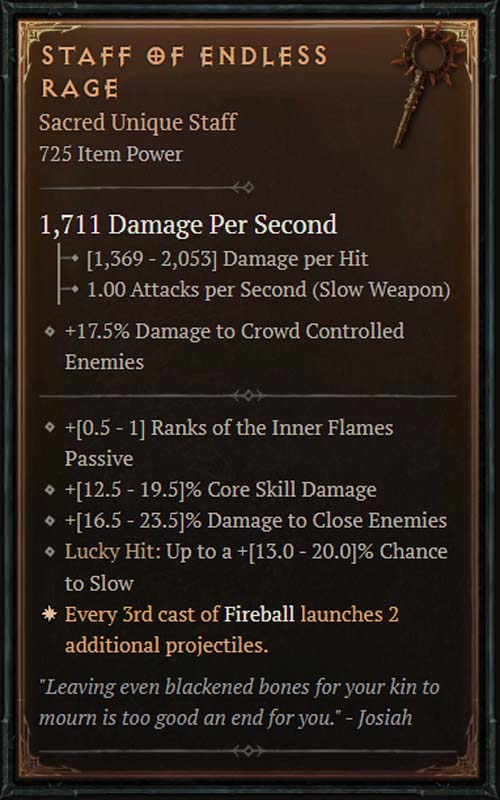 STAFF OF ENDLESS
RAGE
Sacred Unique Staff
725 Item Power
1,711 Damage Per Second
[1,369 - 2,053] Damage per Hit
1.00 Attacks per Second (Slow Weapon)
+17.5% Damage to Crowd Controlled
Enemies
+[0.5 - 1] Ranks of the Inner Flames
Passive
+[12.5 - 19.5]% Core Skill Damage
+[16.5 - 23.5]% Damage to Close Enemies
Lucky Hit: Up to a +[13.0 - 20.0]% Chance
to Slow
Every 3rd cast of Fireball launches 2
additional projectiles.
"Leaving even blackened bones for your kin to
mourn is too good an end for you." - Josiah